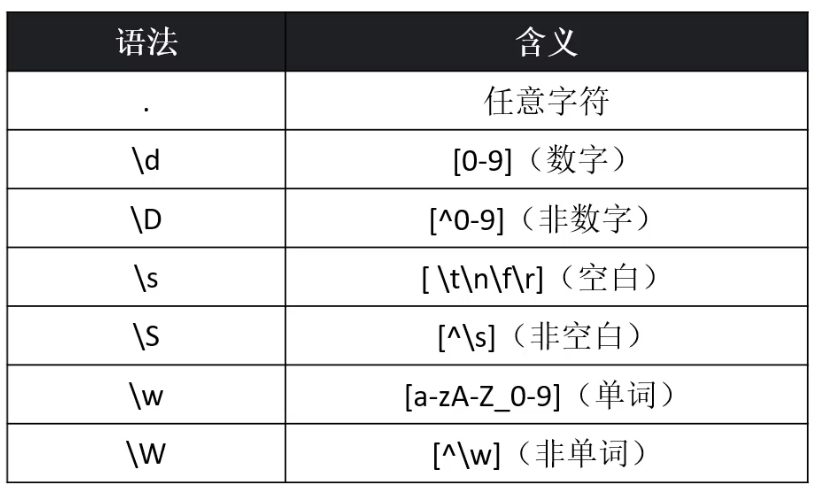 语法 含义
. 任意字符
\d [0-9]（数字）
\D [^0-9]（非数字）
\s [ \t\n\f\r]（空白）
\S [^\s]（非空白）
\w [a-zA-Z_0-9]（单词）
\W [^\w]（非单词）